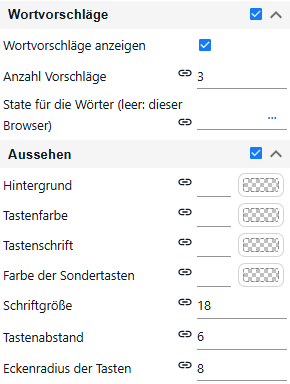 Wortvorschläge
Wortvorschläge anzeigen
Anzahl Vorschläge 3
State für die Wörter (leer: dieser
Browser) ...
Aussehen
Hintergrund
Tastenfarbe
Tastenschrift
Farbe der Sondertasten
Schriftgröße 18
Tastenabstand 6
Eckenradius der Tasten 8